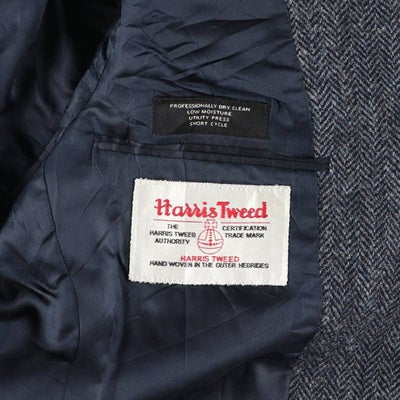 PROFESSIONALLY DRY CLEAN
LOW MOISTURE
UTILITY PRESS
SHORT CYCLE
Harris Tweed
THE CERTIFICATION
HARRIS TWEED TRADE MARK
AUTHORITY
HARRIS TWEED
HAND WOVEN IN THE OUTER HEBRIDES